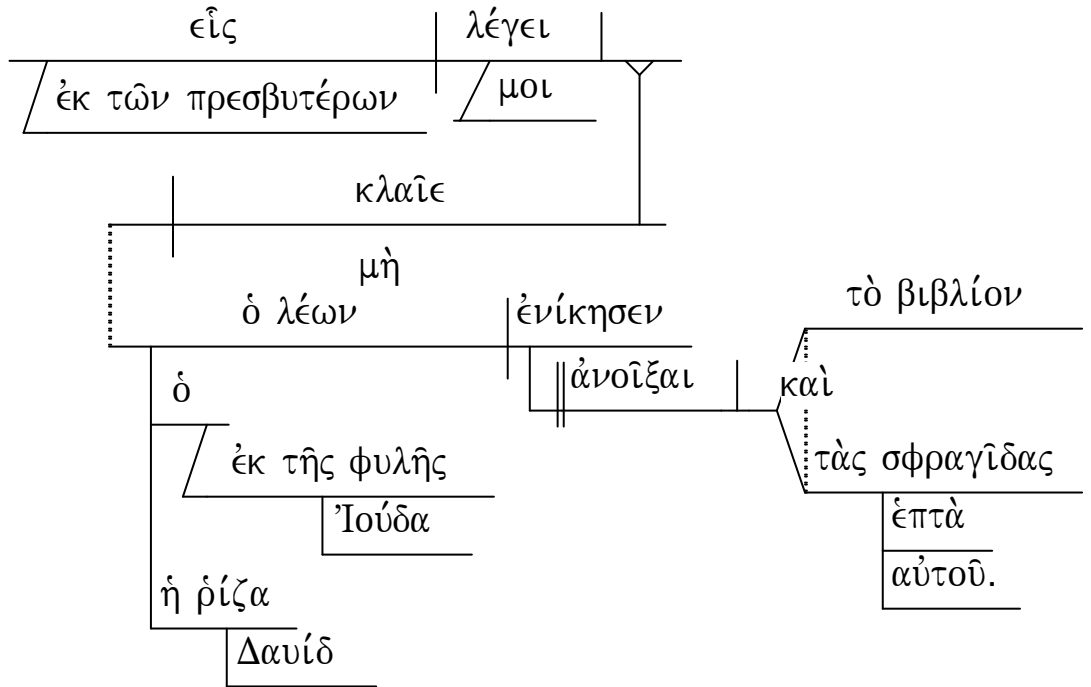 εἷς λέγει
ἐκ τῶν πρεσβυτέρων μοι
κλαῖε
μὴ
ὁ λέων ἐνίκησεν τὸ βιβλίον
ὁ ἀνοῖξαι καὶ
ἐκ τῆς φυλῆς τὰς σφραγῖδας
Ἰούδα ἑπτὰ
ἡ ῥίζα αὐτοῦ.
Δαυίδ